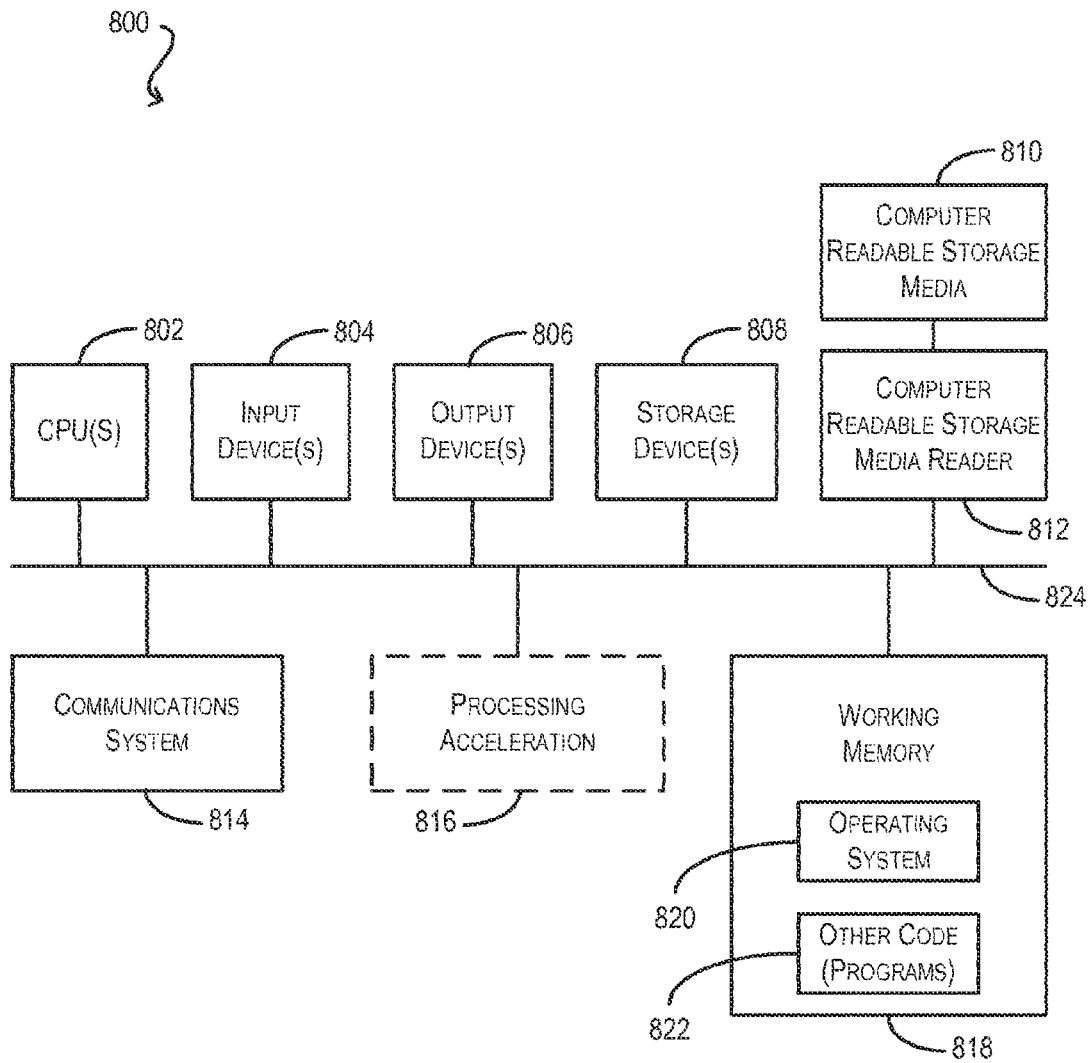 800
810
COMPUTER
READABLE STORAGE
MEDIA
802
804
806
808
CPU(S)
INPUT
DEVICE(S)
OUTPUT
DEVICE(S)
STORAGE
DEVICE(S)
COMPUTER
READABLE STORAGE
MEDIA READER
812
824
COMMUNICATIONS
SYSTEM
814
PROCESSING
ACCELERATION
816
WORKING
MEMORY
OPERATING
SYSTEM
820
OTHER CODE
(PROGRAMS)
822
818